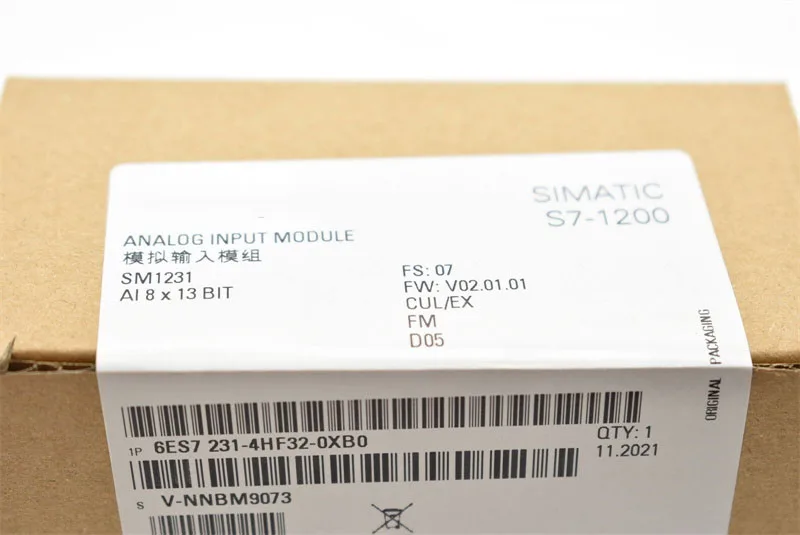 SIMATIC
S7-1200
ANALOG INPUT MODULE
模拟输入模组
SM1231
AI 8 x 13 BIT
FS: 07
FW: V02.01.01
CUL/EX
FM
D05
ORIGINAL PACKAGING
1P 6ES7 231-4HF32-0XB0
QTY: 1
11.2021
S V-NNBM9073